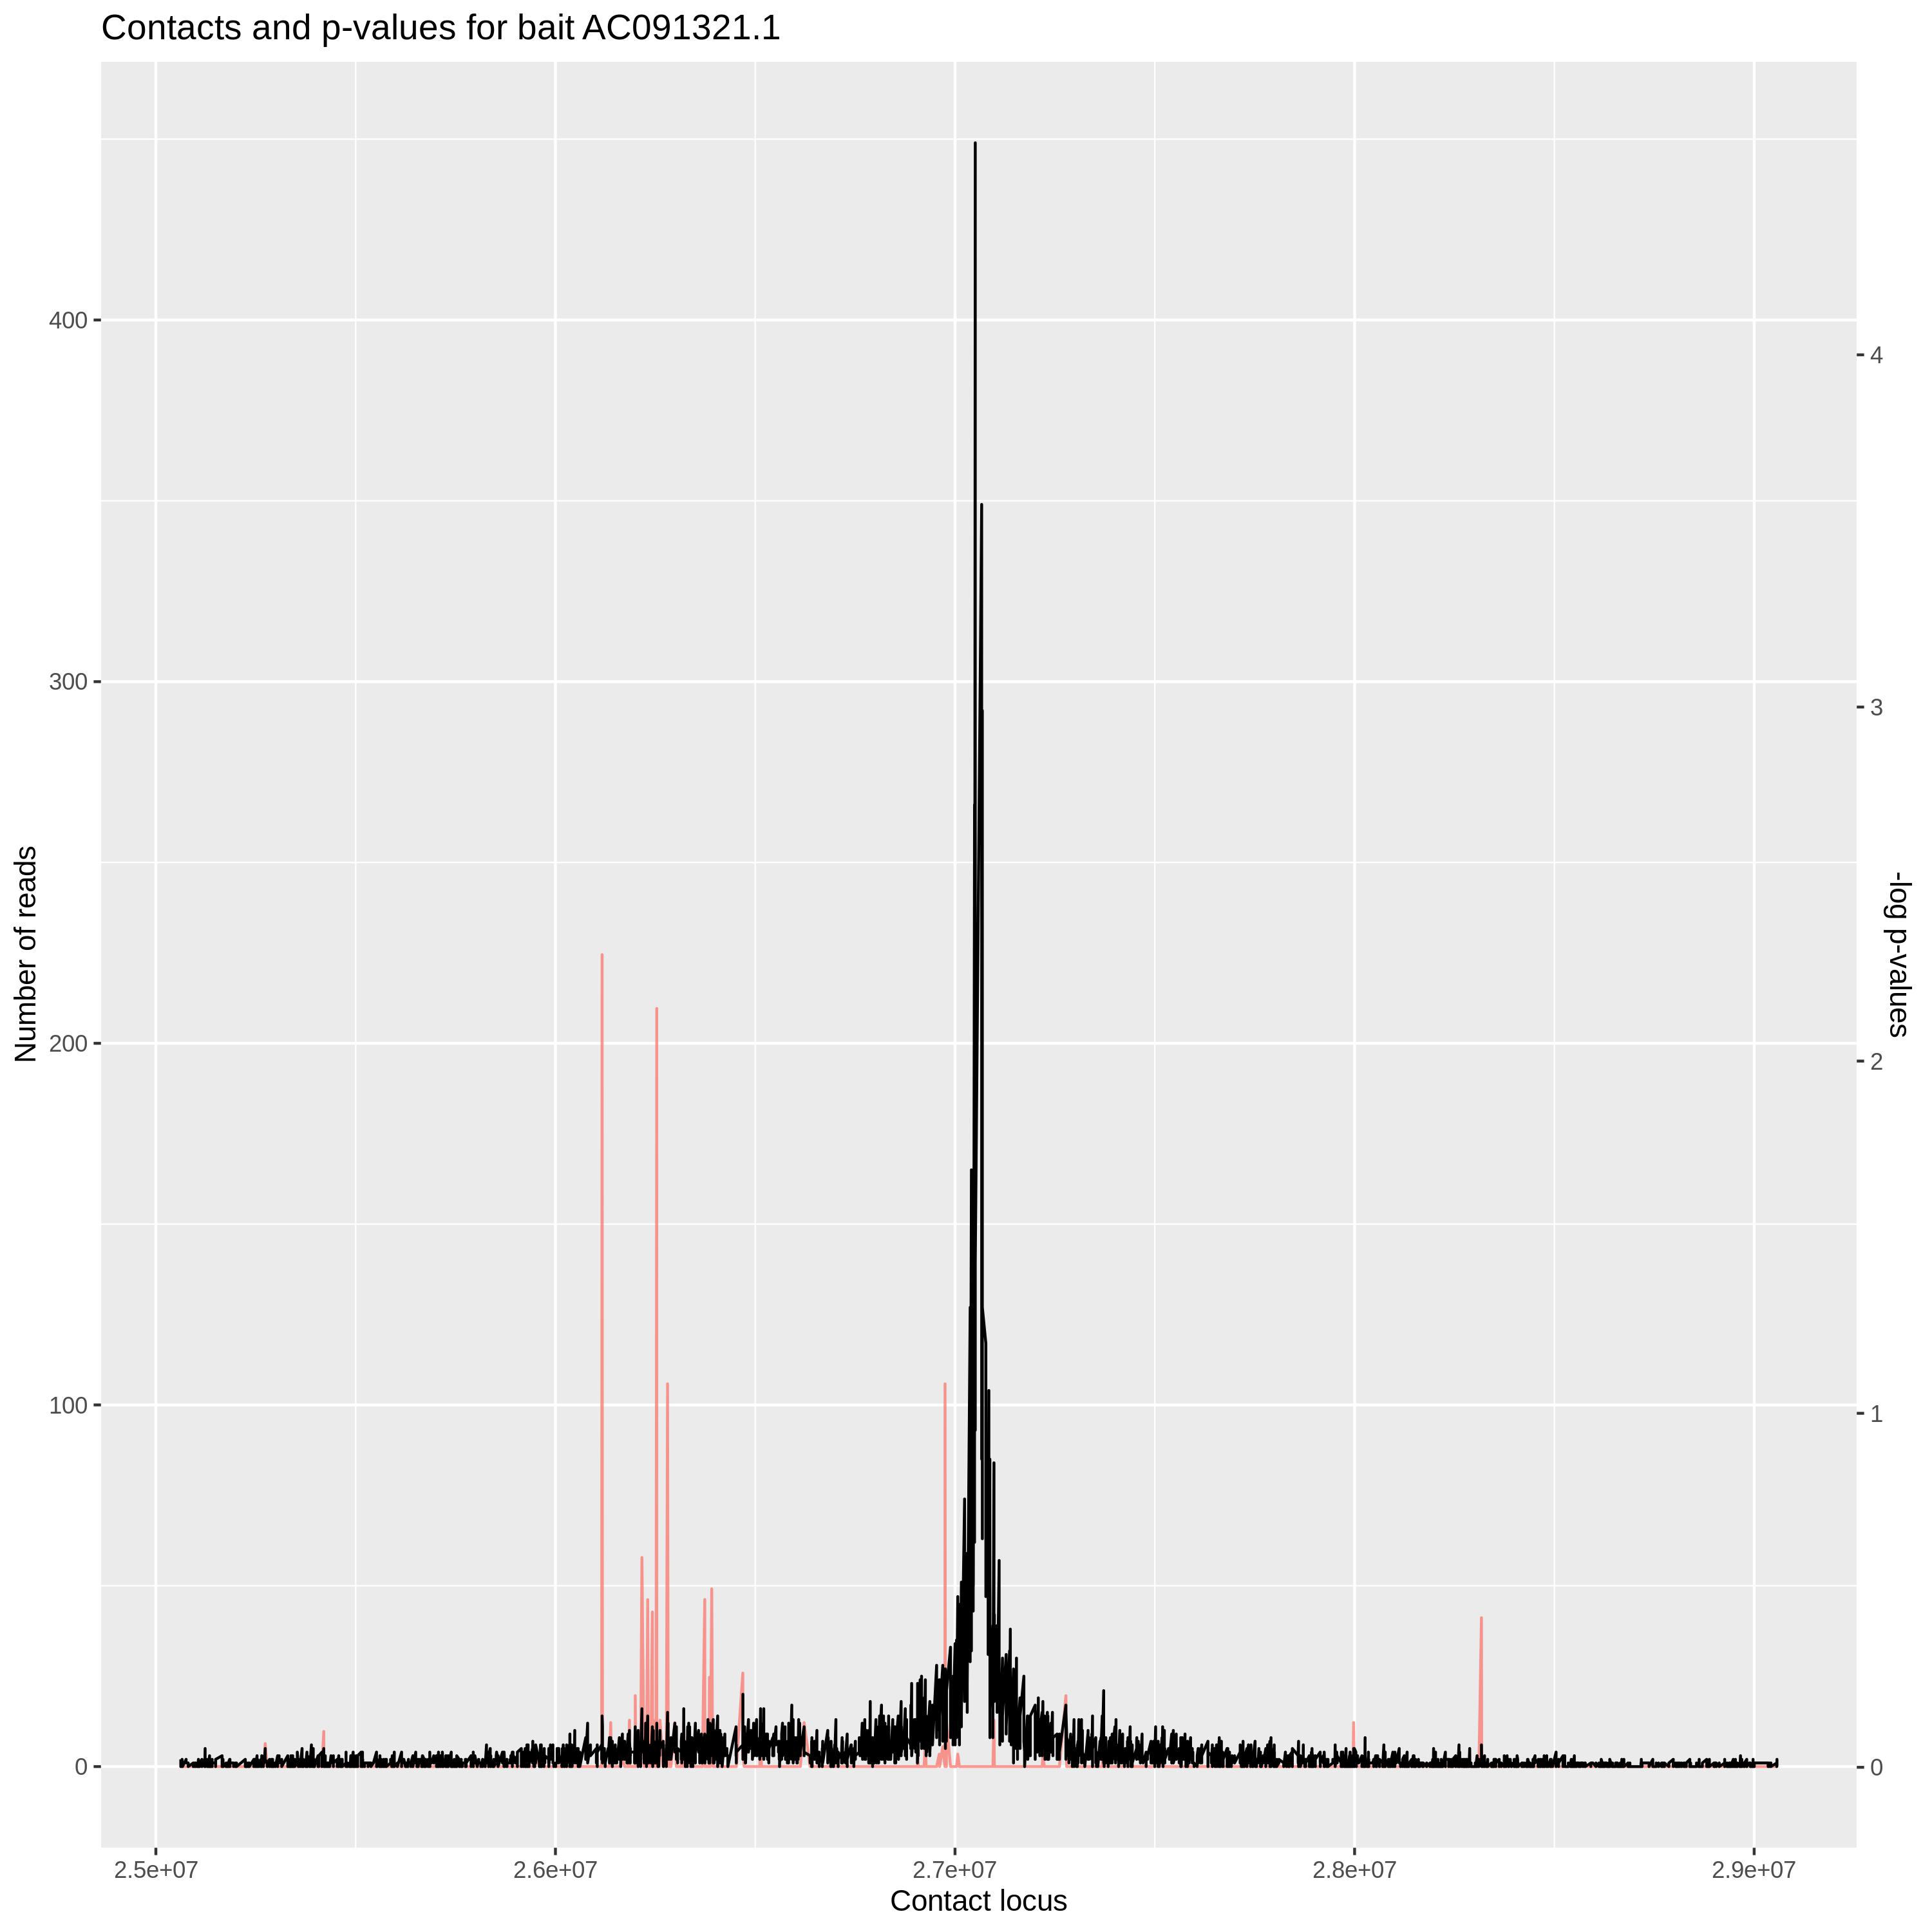 Contacts and p-values for bait AC091321.1
400
300
200
100
0
Number of reads
4
3
2
1
0
-log p-values
2.5e+07
2.6e+07
2.7e+07
2.8e+07
2.9e+07
Contact locus